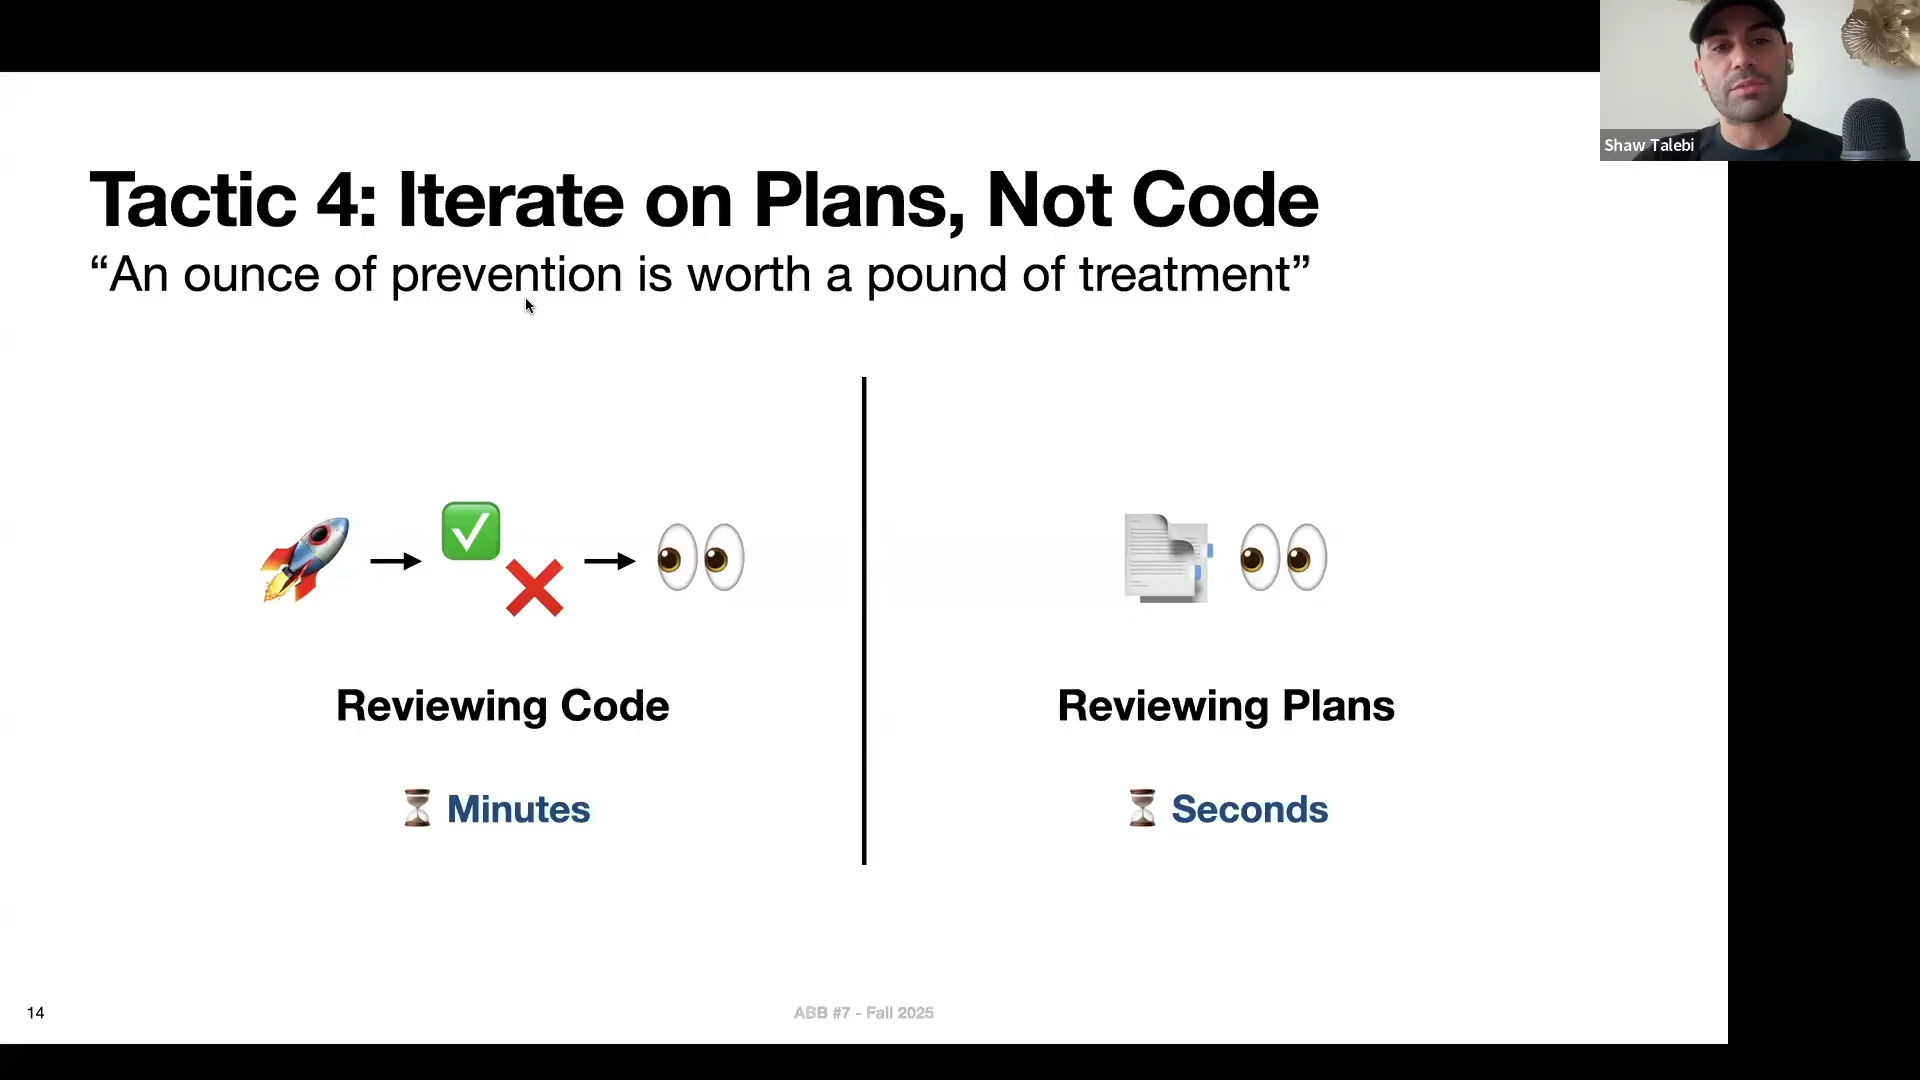 Shaw Talebi
Tactic 4: Iterate on Plans, Not Code
“An ounce of prevention is worth a pound of treatment”
Reviewing Code
Minutes
Reviewing Plans
Seconds
14
ABB #7 - Fall 2025